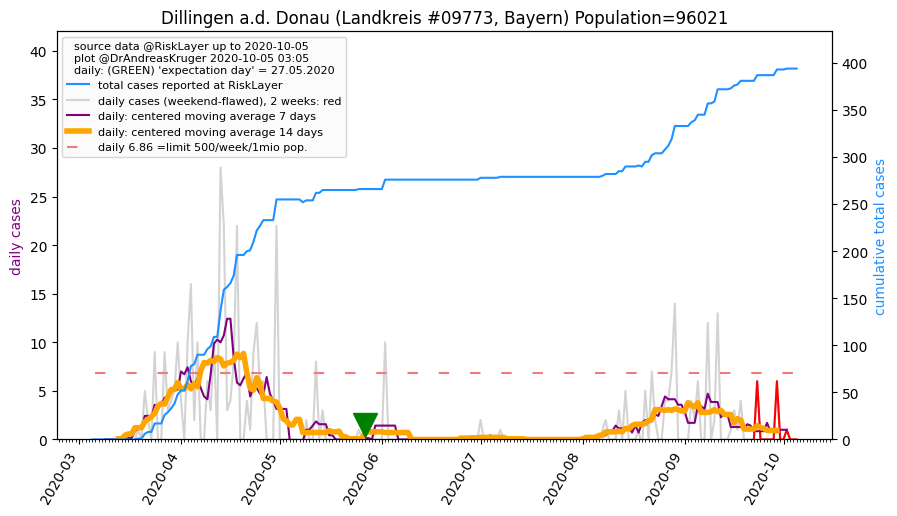 Dillingen a.d. Donau (Landkreis #09773, Bayern) Population=96021
source data @RiskLayer up to 2020-10-05
plot @DrAndreasKruger 2020-10-05 03:05
daily: (GREEN) 'expectation day' = 27.05.2020
total cases reported at RiskLayer
daily cases (weekend-flawed), 2 weeks: red
daily: centered moving average 7 days
daily: centered moving average 14 days
daily 6.86 =limit 500/week/1mio pop.
daily cases
40
35
30
25
20
15
10
5
0
cumulative total cases
400
350
300
250
200
150
100
50
0
2020-03
2020-04
2020-05
2020-06
2020-07
2020-08
2020-09
2020-10